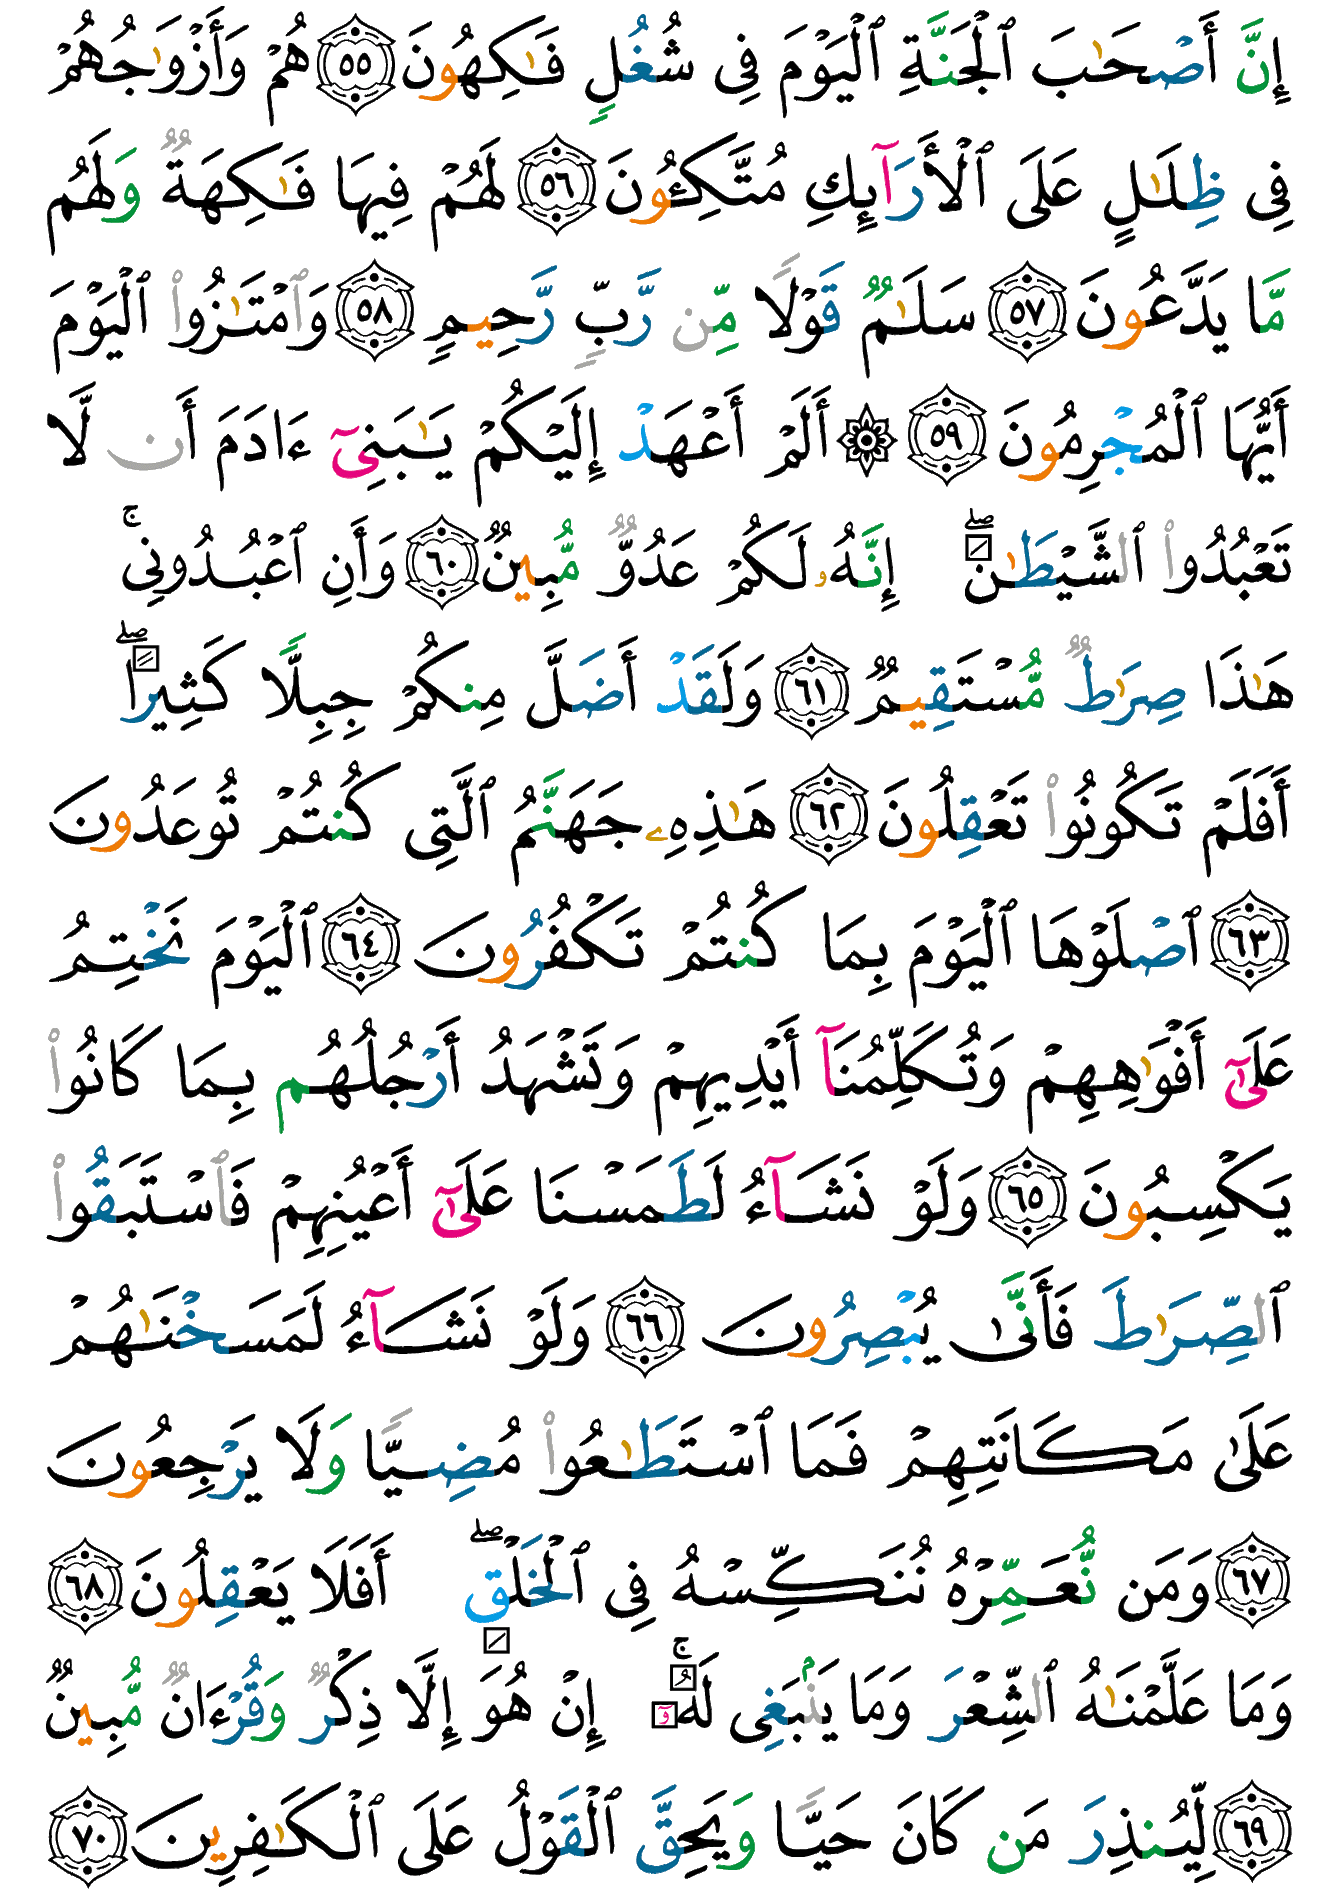 إِنَّ أَصْحَـٰبَ ٱلْجَنَّةِ ٱلْيَوْمَ فِى شُغُلٍ فَـٰكِهُونَ ٥٥ هُمْ وَأَزْوَٰجُهُمْ
فِى ظِلَـٰلٍ عَلَى ٱلْأَرَآئِكِ مُتَّكِـُٔونَ ٥٦ لَهُمْ فِيهَا فَـٰكِهَةٌ وَلَهُم
مَّا يَدَّعُونَ ٥٧ سَلَـٰمٌ قَوْلًا مِّن رَّبٍّ رَّحِيمٍ ٥٨ وَٱمْتَـٰزُوا۟ ٱلْيَوْمَ
أَيُّهَا ٱلْمُجْرِمُونَ ٥٩ ۞ أَلَمْ أَعْهَدْ إِلَيْكُمْ يَـٰبَنِىٓ ءَادَمَ أَن لَّا
تَعْبُدُوا۟ ٱلشَّيْطَـٰنۖ إِنَّهُۥ لَكُمْ عَدُوٌّ مُّبِينٌ ٦٠ وَأَنِ ٱعْبُدُونِىۚ
هَـٰذَا صِرَٰطٌ مُّسْتَقِيمٌ ٦١ وَلَقَدْ أَضَلَّ مِنكُمْ جِبِلًّا كَثِيراۖ
أَفَلَمْ تَكُونُوا۟ تَعْقِلُونَ ٦٢ هَـٰذِهِۦ جَهَنَّمُ ٱلَّتِى كُنتُمْ تُوعَدُونَ
٦٣ ٱصْلَوْهَا ٱلْيَوْمَ بِمَا كُنتُمْ تَكْفُرُونَ ٦٤ ٱلْيَوْمَ نَخْتِمُ
عَلَىٰٓ أَفْوَٰهِهِمْ وَتُكَلِّمُنَآ أَيْدِيهِمْ وَتَشْهَدُ أَرْجُلُهُم بِمَا كَانُوا۟
يَكْسِبُونَ ٦٥ وَلَوْ نَشَآءُ لَطَمَسْنَا عَلَىٰٓ أَعْيُنِهِمْ فَٱسْتَبَقُوا۟
ٱلصِّرَٰطَ فَأَنَّىٰ يُبْصِرُونَ ٦٦ وَلَوْ نَشَآءُ لَمَسَخْنَـٰهُمْ
عَلَىٰ مَكَانَتِهِمْ فَمَا ٱسْتَطَـٰعُوا۟ مُضِيًّا وَلَا يَرْجِعُونَ
٦٧ وَمَن نُّعَمِّرْهُ نُنَكِّسْهُ فِى ٱلْخَلْقۖ أَفَلَا يَعْقِلُونَ ٦٨
وَمَا عَلَّمْنَـٰهُ ٱلشِّعْرَ وَمَا يَنۢبَغِى لَهۚ إِنْ هُوَ إِلَّا ذِكْرٌ وَقُرْءَانٌ مُّبِينٌ
٦٩ لِّيُنذِرَ مَن كَانَ حَيًّا وَيَحِقَّ ٱلْقَوْلُ عَلَى ٱلْكَـٰفِرِينَ ٧٠